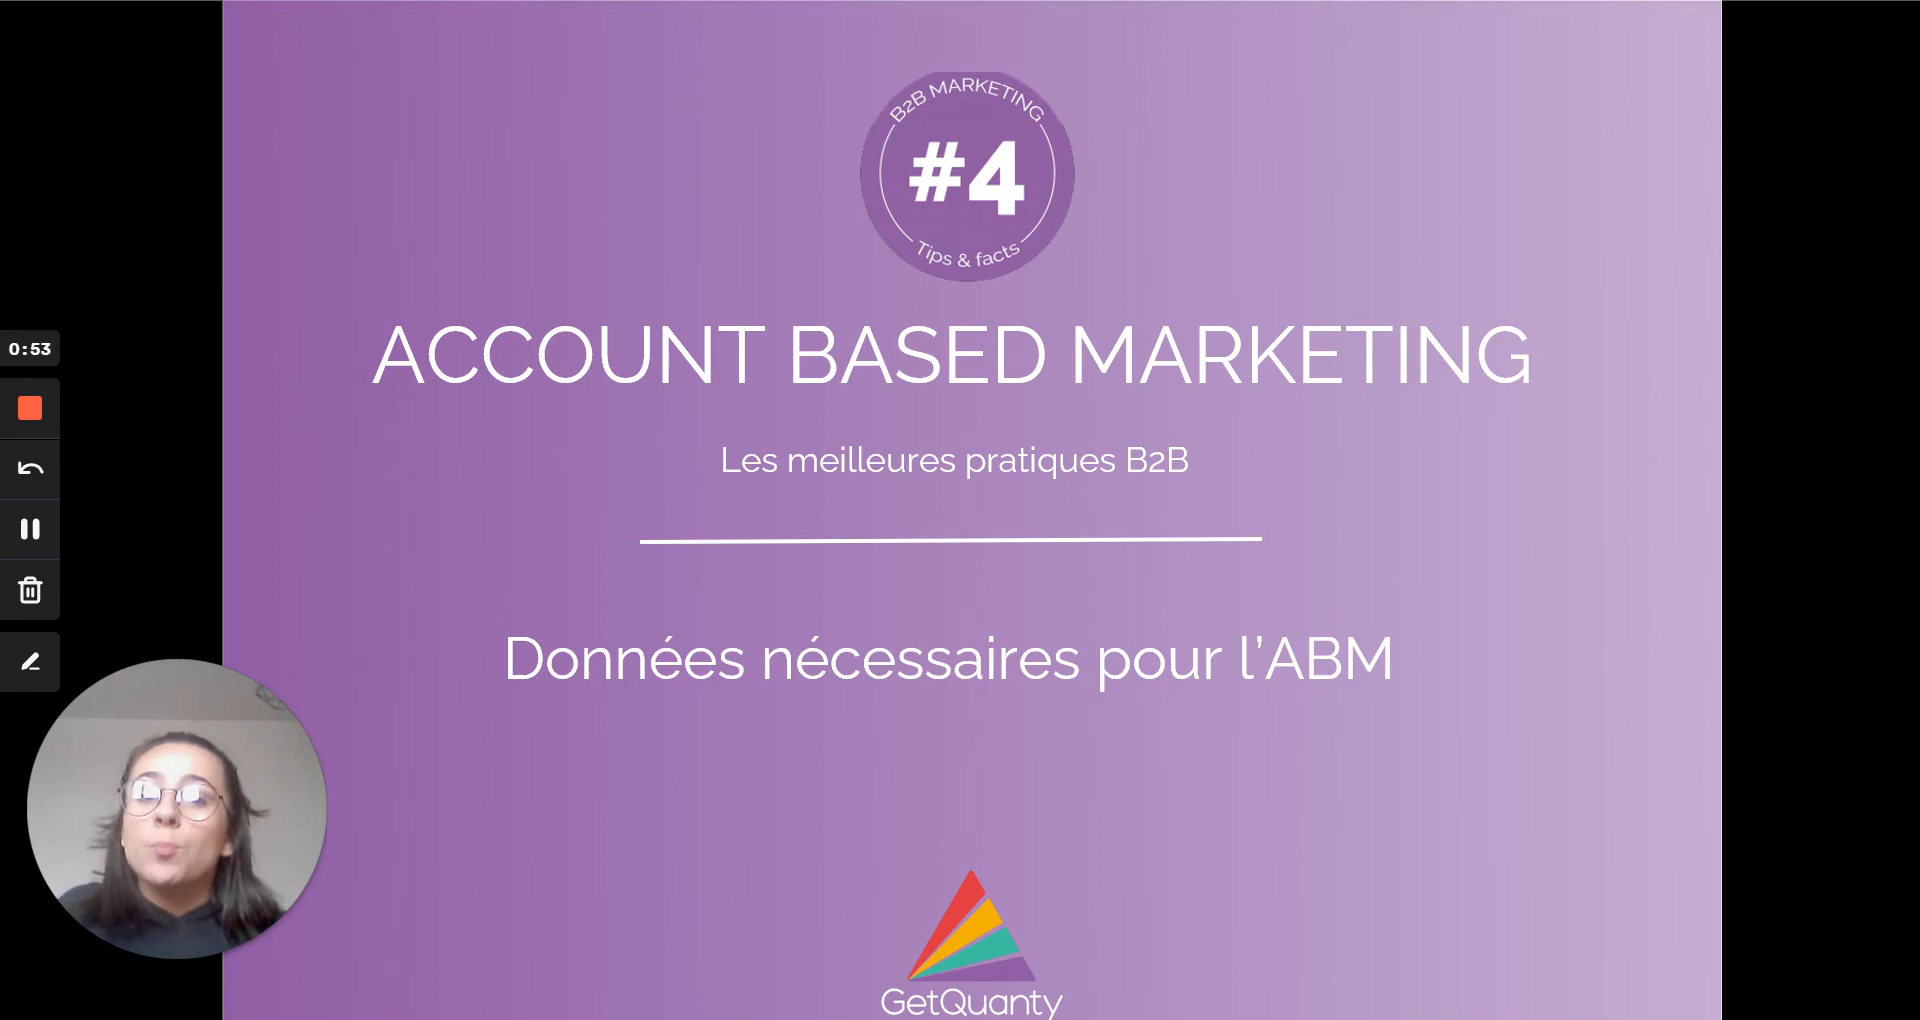 B2B MARKETING
#4
Tips & facts
ACCOUNT BASED MARKETING
Les meilleures pratiques B2B
0:53
Données nécessaires pour l'ABM
GetQuanty